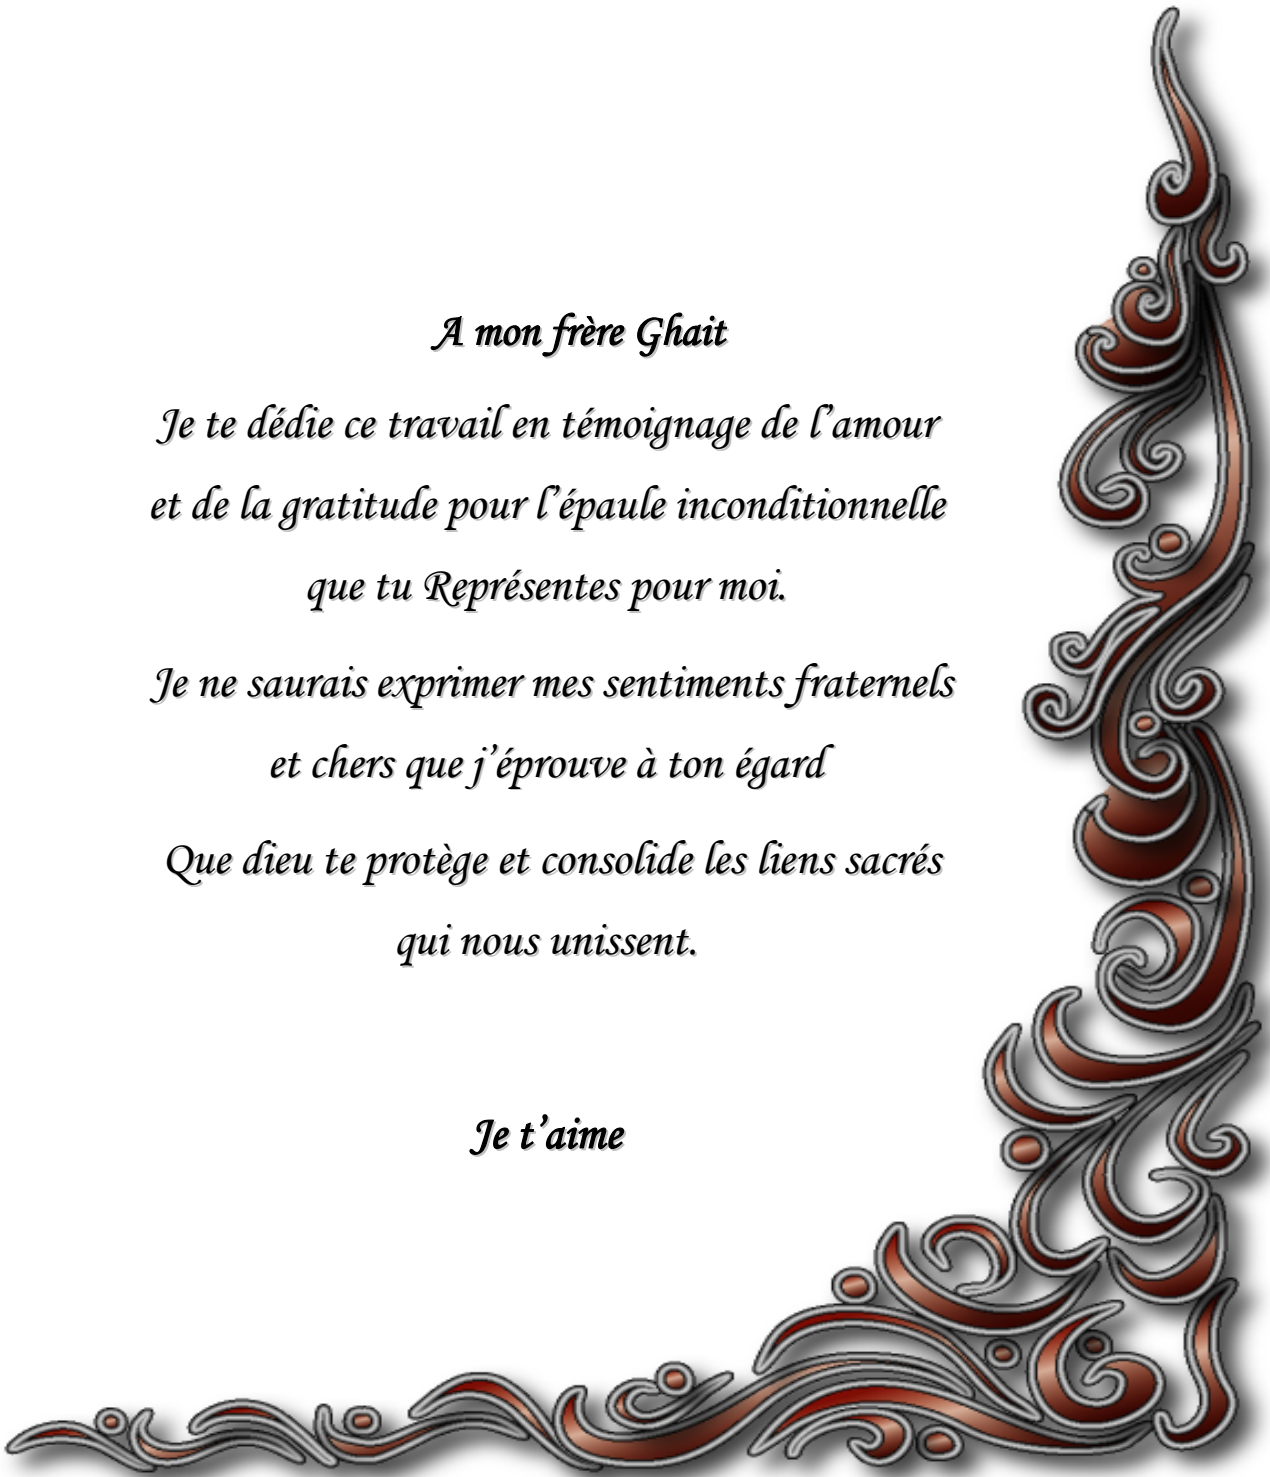 A mon frère Ghait
Je te dédie ce travail en témoignage de l’amour
et de la gratitude pour l’épaule inconditionnelle
que tu Représentes pour moi.
Je ne saurais exprimer mes sentiments fraternels
et chers que j’éprouve à ton égard
Que dieu te protège et consolide les liens sacrés
qui nous unissent.
Je t’aime